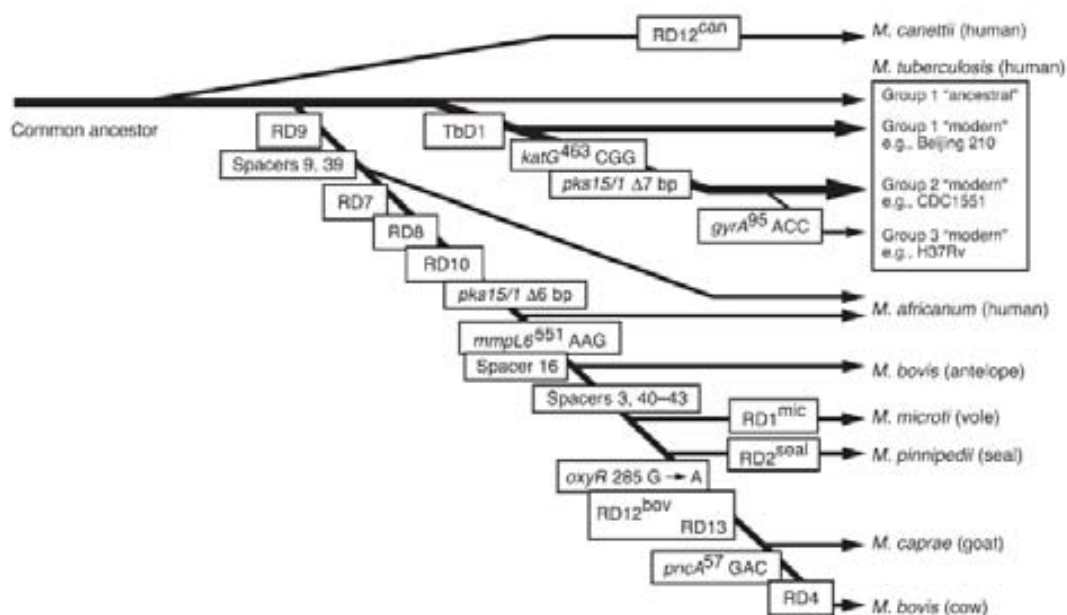 RD12can
M. canettii (human)
M. tuberculosis (human)
Common ancestor
Group 1 "ancestral"
RD9
TbD1
Group 1 "modern"
e.g., Beijing 210
Spacers 9, 39
katG463 CGG
pks15/1 Δ7 bp
Group 2 "modern"
e.g., CDC1551
RD7
RD8
gyrA95 ACC
Group 3 "modern"
e.g., H37Rv
RD10
pks15/1 Δ6 bp
M. africanum (human)
mmpL6551 AAG
Spacer 16
M. bovis (antelope)
Spacers 3, 40–43
RD1mic
M. microti (vole)
RD2seal
M. pinnipedii (seal)
oxyR 285 G → A
RD12bov
RD13
M. caprae (goat)
pncA57 GAC
RD4
M. bovis (cow)